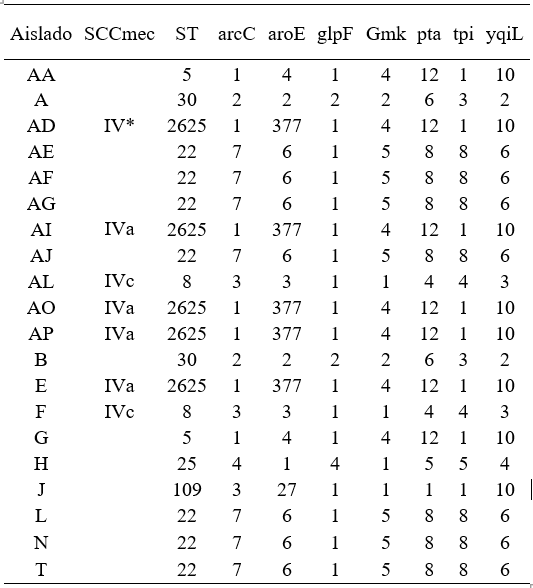 Aislado SCCmec ST arcC aroE glpF Gmk pta tpi yqiL
AA 5 1 4 1 4 12 1 10
A 30 2 2 2 2 6 3 2
AD IV* 2625 1 377 1 4 12 1 10
AE 22 7 6 1 5 8 8 6
AF 22 7 6 1 5 8 8 6
AG 22 7 6 1 5 8 8 6
AI IVa 2625 1 377 1 4 12 1 10
AJ 22 7 6 1 5 8 8 6
AL IVc 8 3 3 1 1 4 4 3
AO IVa 2625 1 377 1 4 12 1 10
AP IVa 2625 1 377 1 4 12 1 10
B 30 2 2 2 2 6 3 2
E IVa 2625 1 377 1 4 12 1 10
F IVc 8 3 3 1 1 4 4 3
G 5 1 4 1 4 12 1 10
H 25 4 1 4 1 5 5 4
J 109 3 27 1 1 1 1 10
L 22 7 6 1 5 8 8 6
N 22 7 6 1 5 8 8 6
T 22 7 6 1 5 8 8 6